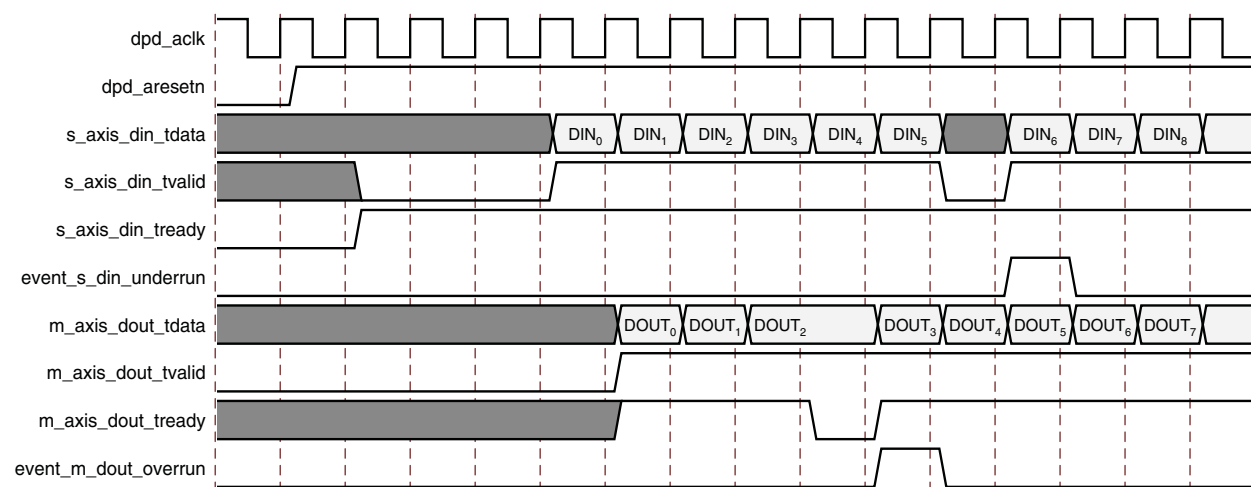 dpd_aclk
dpd_aresetn
s_axis_din_tdata DIN₀ DIN₁ DIN₂ DIN₃ DIN₄ DIN₅ DIN₆ DIN₇ DIN₈
s_axis_din_tvalid
s_axis_din_tready
event_s_din_underrun
m_axis_dout_tdata DOUT₀ DOUT₁ DOUT₂ DOUT₃ DOUT₄ DOUT₅ DOUT₆ DOUT₇
m_axis_dout_tvalid
m_axis_dout_tready
event_m_dout_overrun